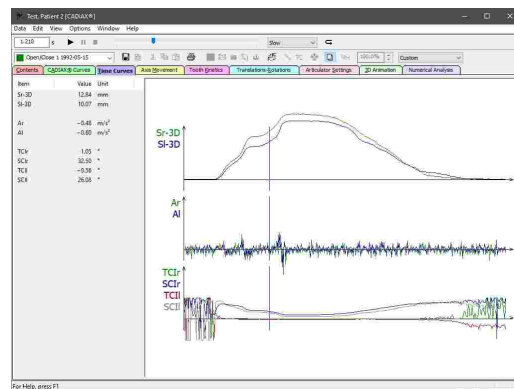 Test, Patient 2 [CADIAX®]
Data Edit View Options Window Help
1-210 s Slow
Open/Close 1 1992-05-15 100.0% Custom
Contents CADIAX® Curves Time Curves Axis Movement Tooth Kinetics Translations-Rotations Articulator Settings 3D Animation Numerical Analysis
Item Value Unit
Sr-3D 12.84 mm
Sl-3D 10.07 mm
Ar -0.48 m/s²
Al -0.60 m/s²
TCIr -1.05 °
SCIr 32.50 °
TCIl -0.56 °
SCIl 26.08 °
Sr-3D
Sl-3D
Ar
Al
TCIr
SCIr
TCIl
SCIl
For Help, press F1